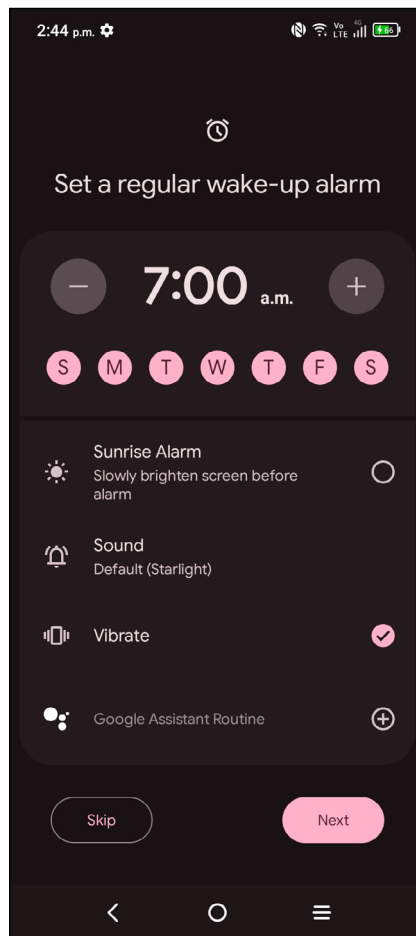 2:44 p.m. Vo LTE 4G 66
Set a regular wake-up alarm
7:00 a.m.
S M T W T F S
Sunrise Alarm
Slowly brighten screen before
alarm
Sound
Default (Starlight)
Vibrate
Google Assistant Routine
Skip Next